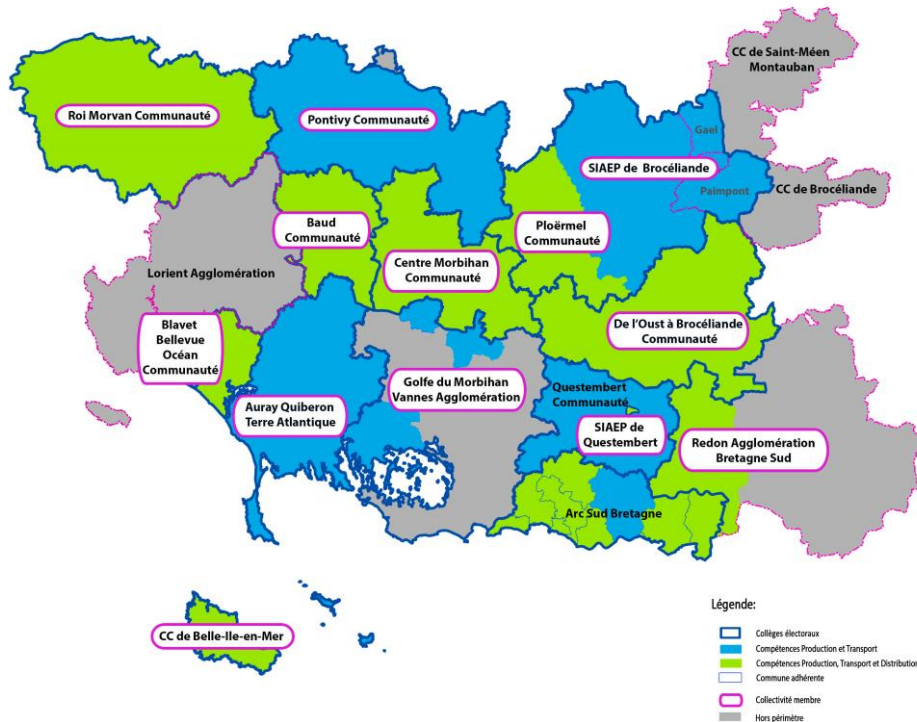 CC de Saint-Méen
Montauban
Roi Morvan Communauté
Pontivy Communauté
Gael
SIAEP de Brocéliande
Paimpont
CC de Brocéliande
Baud
Communauté
Ploërmel
Communauté
Centre Morbihan
Communauté
Lorient Agglomération
De l'Oust à Brocéliande
Communauté
Blavet
Bellevue
Océan
Communauté
Golfe du Morbihan
Vannes Agglomération
Questembert
Communauté
Auray Quiberon
Terre Atlantique
SIAEP de
Questembert
Redon Agglomération
Bretagne Sud
Arc Sud Bretagne
CC de Belle-Ile-en-Mer
Légende:
Collèges électoraux
Compétences Production et Transport
Compétences Production, Transport et Distribution
Commune adhérente
Collectivité membre
Hors périmètre